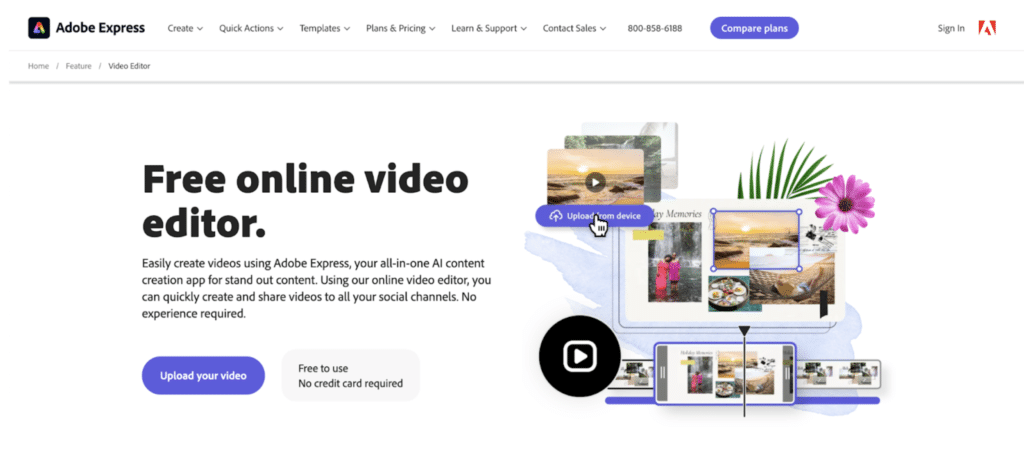 Adobe Express
Create
Quick Actions
Templates
Plans & Pricing
Learn & Support
Contact Sales
800-858-6188
Compare plans
Sign In
Home / Feature / Video Editor
Free online video
editor.
Easily create videos using Adobe Express, your all-in-one AI content
creation app for stand out content. Using our online video editor, you
can quickly create and share videos to all your social channels. No
experience required.
Upload your video
Free to use
No credit card required
Upload from device
Memories
Holiday Memories